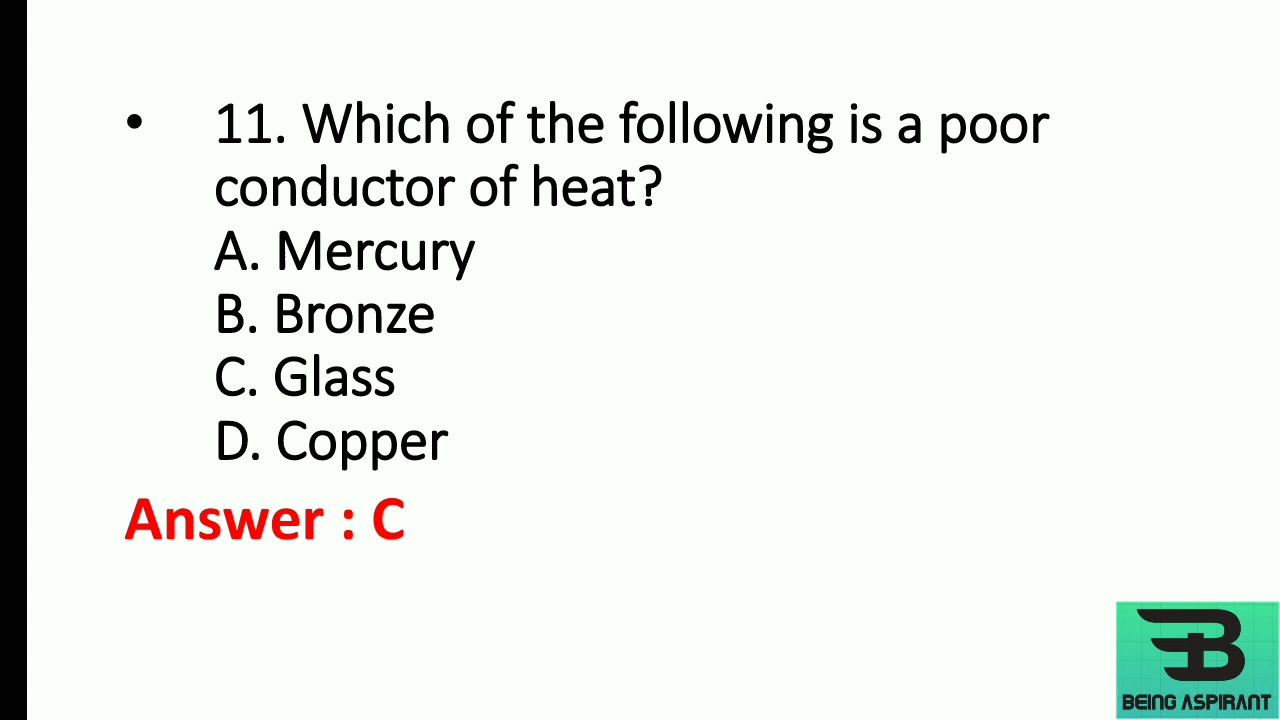 • 11. Which of the following is a poor
conductor of heat?
A. Mercury
B. Bronze
C. Glass
D. Copper
Answer : C
BEING ASPIRANT